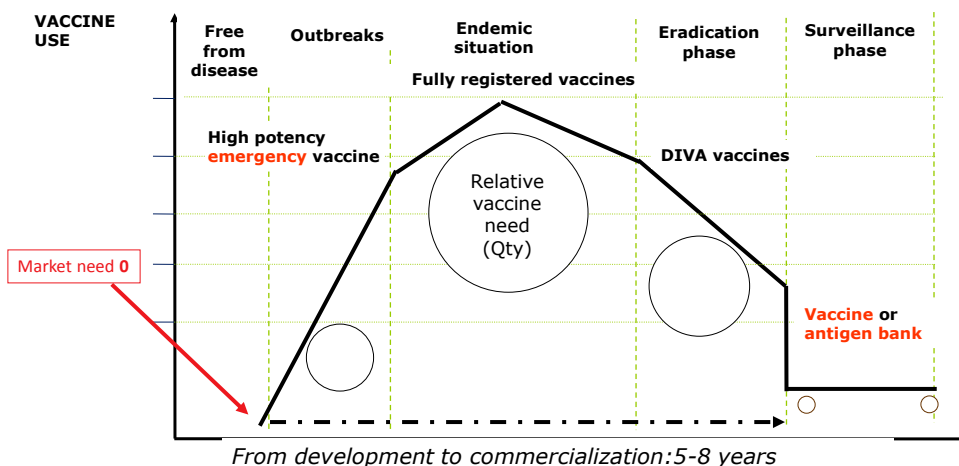 VACCINE
USE
Free
from
disease
Outbreaks
Endemic
situation
Eradication
phase
Surveillance
phase
Fully registered vaccines
High potency
emergency vaccine
DIVA vaccines
Relative
vaccine
need
(Qty)
Market need 0
Vaccine or
antigen bank
From development to commercialization:5-8 years